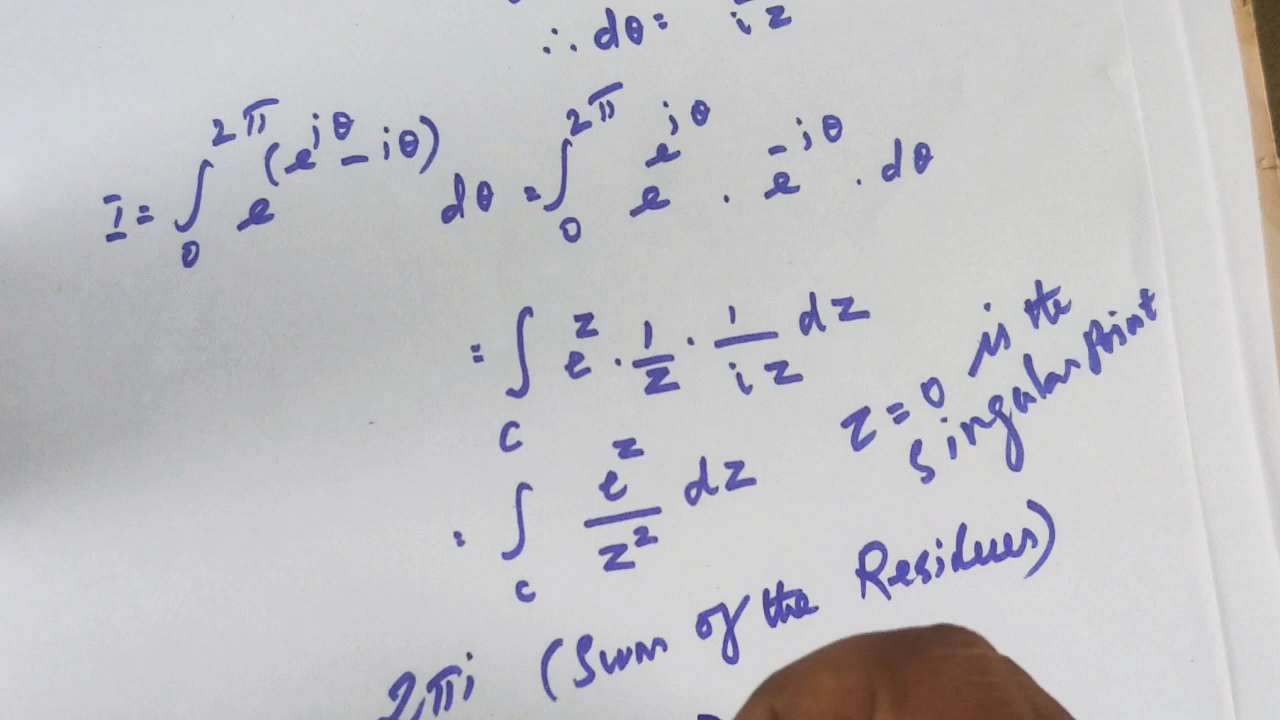 ∴ dθ = —/iz
I = ∫₀^{2π} e^{(e^{iθ} - iθ)} dθ = ∫₀^{2π} e^{e^{iθ}} . e^{-iθ} . dθ
= ∫_C e^z . 1/z . 1/iz dz
z = 0 is the
singular point
= ∫_C e^z/z² dz
2πi (Sum of the Residues)